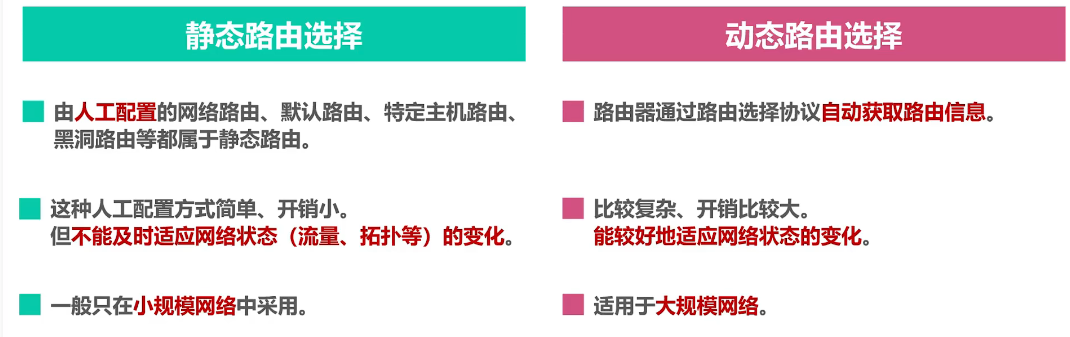 静态路由选择
由人工配置的网络路由、默认路由、特定主机路由、
黑洞路由等都属于静态路由。
这种人工配置方式简单、开销小。
但不能及时适应网络状态（流量、拓扑等）的变化。
一般只在小规模网络中采用。
动态路由选择
路由器通过路由选择协议自动获取路由信息。
比较复杂、开销比较大。
能较好地适应网络状态的变化。
适用于大规模网络。